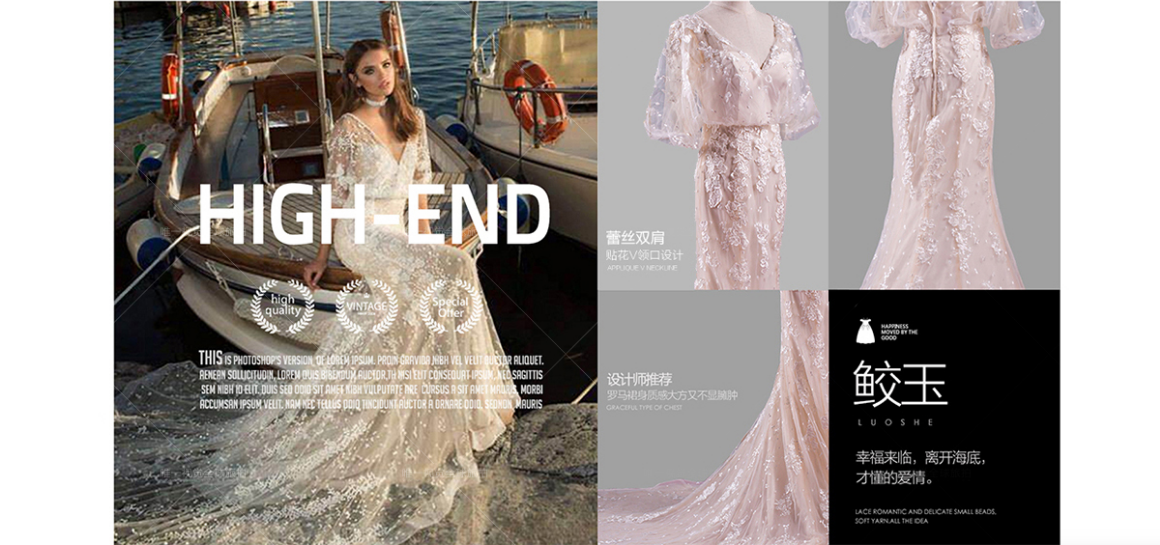 HIGH-END
high
quality
VINTAGE
Special
Offer
THIS IS PHOTOSHOP'S VERSION, OF LOREM IPSUM. PROIN GRAVIDA NIBH VEL VELIT AUCTOR ALIQUET.
AENEAN SOLLICITUDIN, LOREM QUIS BIBENDUM AUCTOR, NISI ELIT CONSEQUAT IPSUM, NEC SAGITTIS
SEM NIBH ID ELIT. DUIS SED ODIO SIT AMET NIBH VULPUTATE CURSUS A SIT AMET MAURIS. MORBI
ACCUMSAN IPSUM VELIT. NAM NEC TELLUS ODIO TINCIDUNT AUCTOR A ORNARE ODIO. SED NON MAURIS
蕾丝双肩
贴花V领口设计
APPLIQUE V NECKLINE
设计师推荐
罗马裙身质感大方又不显臃肿
GRACEFUL TYPE OF CHEST
HAPPINESS
MOVED BY THE
GOOD
鲛玉
LUOSHE
幸福来临，离开海底，
才懂的爱情。
LACE ROMANTIC AND DELICATE SMALL BEADS,
SOFT YARN.ALL THE IDEA